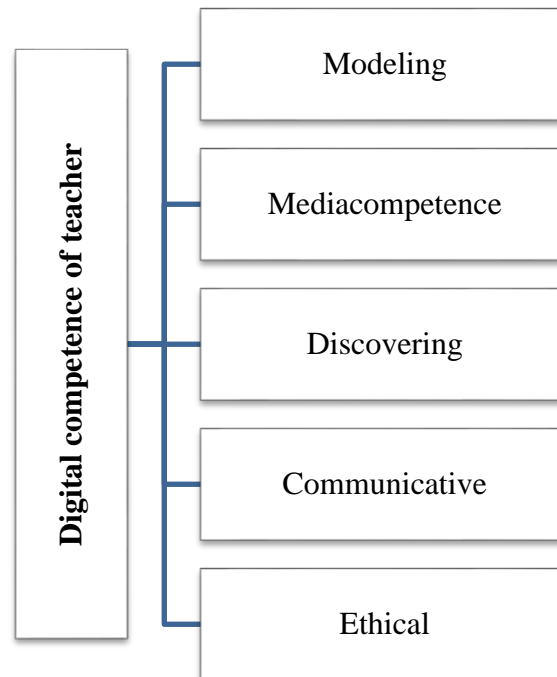 Digital competence of teacher
Modeling
Mediacompetence
Discovering
Communicative
Ethical